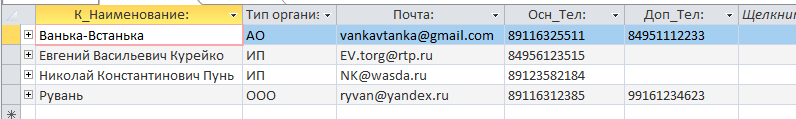 К_Наименование: Тип организ Почта: Осн_Тел: Доп_Тел: Щелкни
Ванька-Встанька АО vankavtanka@gmail.com 89116325511 84951112233
Евгений Васильевич Курейко ИП EV.torg@rtp.ru 84956123515
Николай Константинович Пунь ИП NK@wasda.ru 89123582184
Рувань ООО ryvan@yandex.ru 89116312385 99161234623